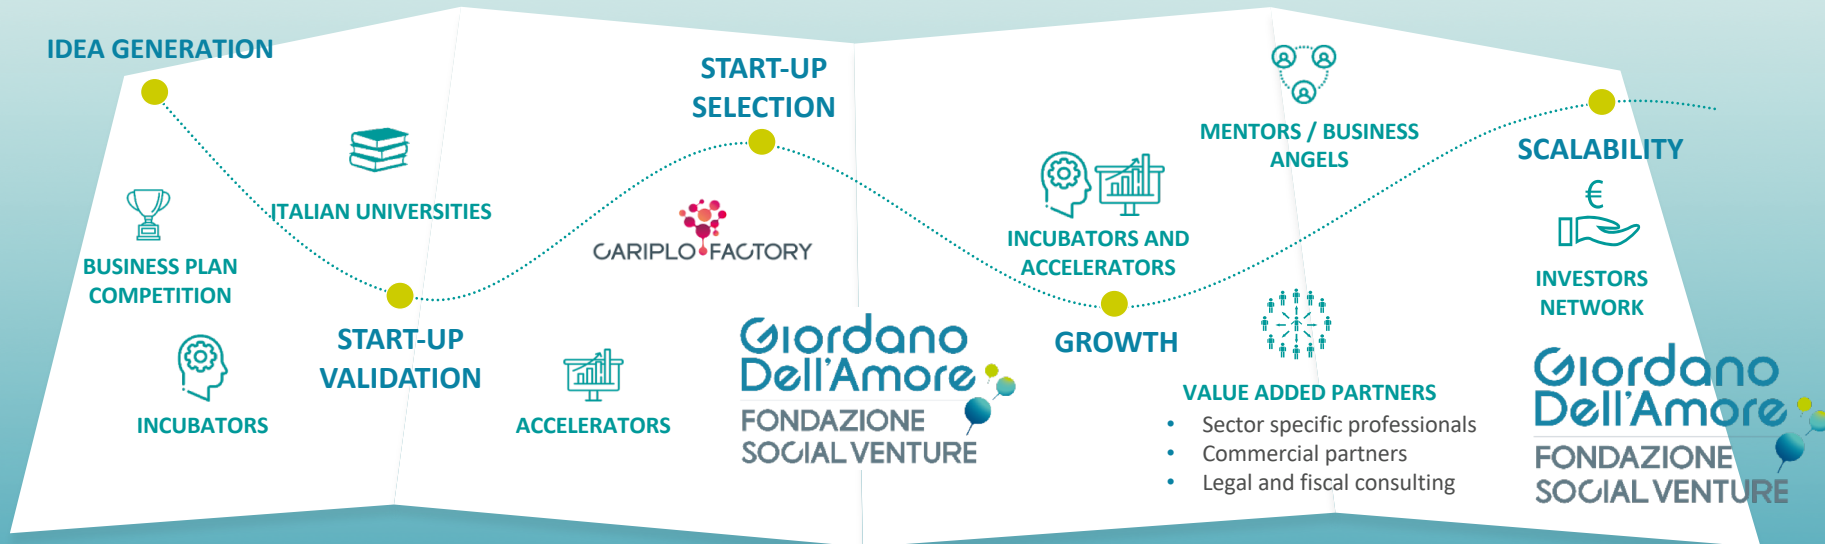 IDEA GENERATION
BUSINESS PLAN
COMPETITION
INCUBATORS
ITALIAN UNIVERSITIES
START-UP
VALIDATION
ACCELERATORS
START-UP
SELECTION
CARIPLO FACTORY
Giordano
Dell'Amore
FONDAZIONE
SOCIAL VENTURE
INCUBATORS AND
ACCELERATORS
GROWTH
MENTORS / BUSINESS
ANGELS
VALUE ADDED PARTNERS
• Sector specific professionals
• Commercial partners
• Legal and fiscal consulting
SCALABILITY
€
INVESTORS
NETWORK
Giordano
Dell'Amore
FONDAZIONE
SOCIAL VENTURE